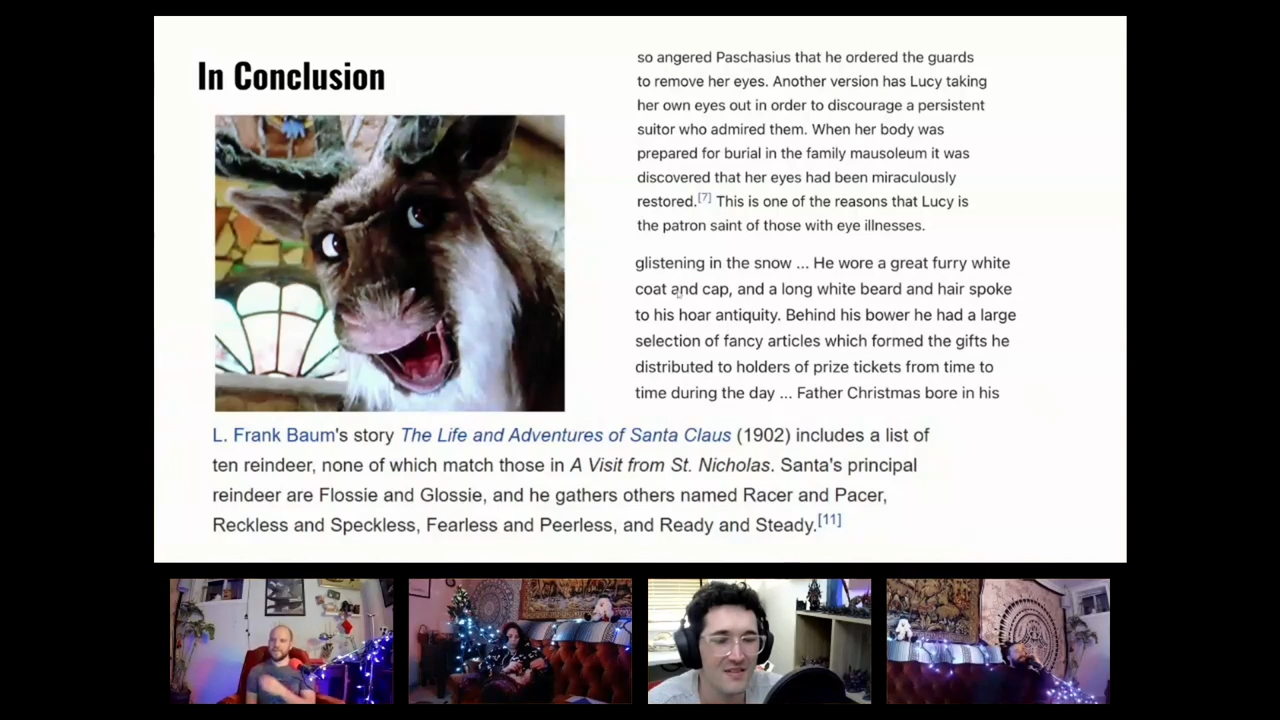 In Conclusion
so angered Paschasius that he ordered the guards
to remove her eyes. Another version has Lucy taking
her own eyes out in order to discourage a persistent
suitor who admired them. When her body was
prepared for burial in the family mausoleum it was
discovered that her eyes had been miraculously
restored.[7] This is one of the reasons that Lucy is
the patron saint of those with eye illnesses.
glistening in the snow ... He wore a great furry white
coat and cap, and a long white beard and hair spoke
to his hoar antiquity. Behind his bower he had a large
selection of fancy articles which formed the gifts he
distributed to holders of prize tickets from time to
time during the day ... Father Christmas bore in his
L. Frank Baum's story The Life and Adventures of Santa Claus (1902) includes a list of
ten reindeer, none of which match those in A Visit from St. Nicholas. Santa's principal
reindeer are Flossie and Glossie, and he gathers others named Racer and Pacer,
Reckless and Speckless, Fearless and Peerless, and Ready and Steady.[11]